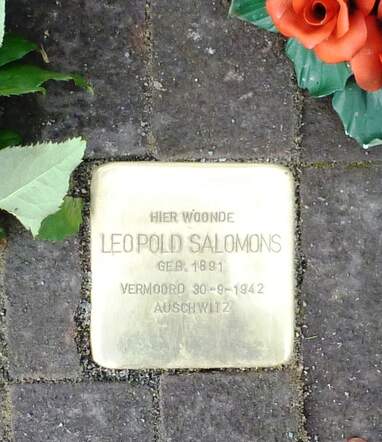 HIER WOONDE
LEOPOLD SALOMONS
GEB. 1891
VERMOORD 30-9-1942
AUSCHWITZ